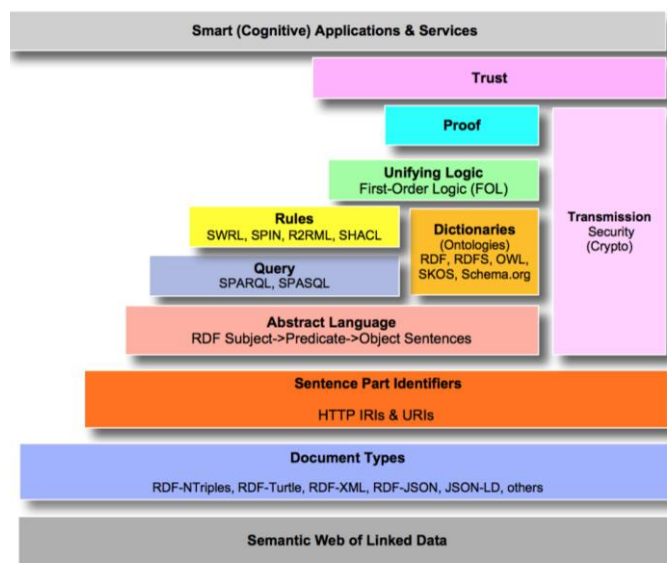 Smart (Cognitive) Applications & Services
Trust
Proof
Unifying Logic
First-Order Logic (FOL)
Rules
SWRL, SPIN, R2RML, SHACL
Dictionaries
(Ontologies)
RDF, RDFS, OWL,
SKOS, Schema.org
Transmission
Security
(Crypto)
Query
SPARQL, SPASQL
Abstract Language
RDF Subject->Predicate->Object Sentences
Sentence Part Identifiers
HTTP IRIs & URIs
Document Types
RDF-NTriples, RDF-Turtle, RDF-XML, RDF-JSON, JSON-LD, others
Semantic Web of Linked Data